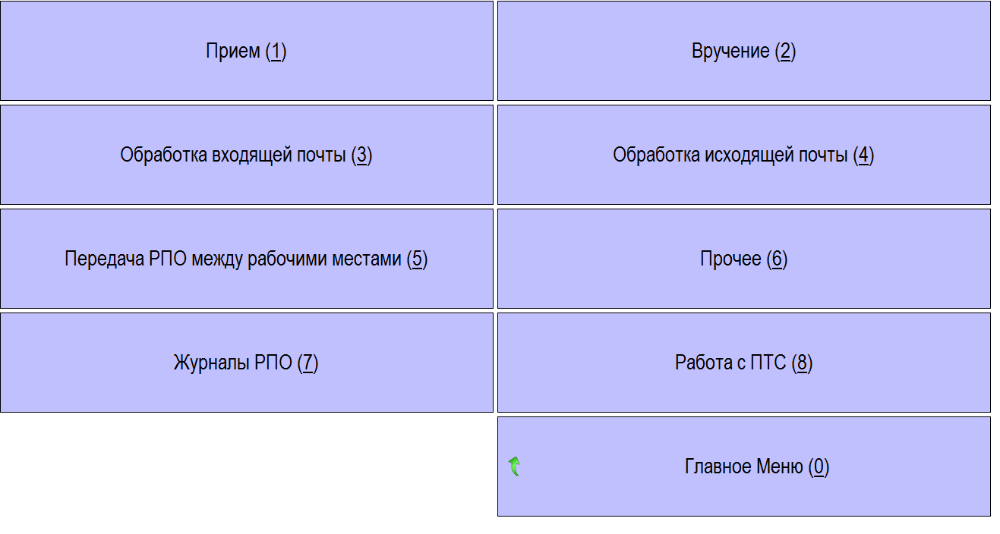 Прием (1)
Вручение (2)
Обработка входящей почты (3)
Обработка исходящей почты (4)
Передача РПО между рабочими местами (5)
Прочее (6)
Журналы РПО (7)
Работа с ПТС (8)
Главное Меню (0)